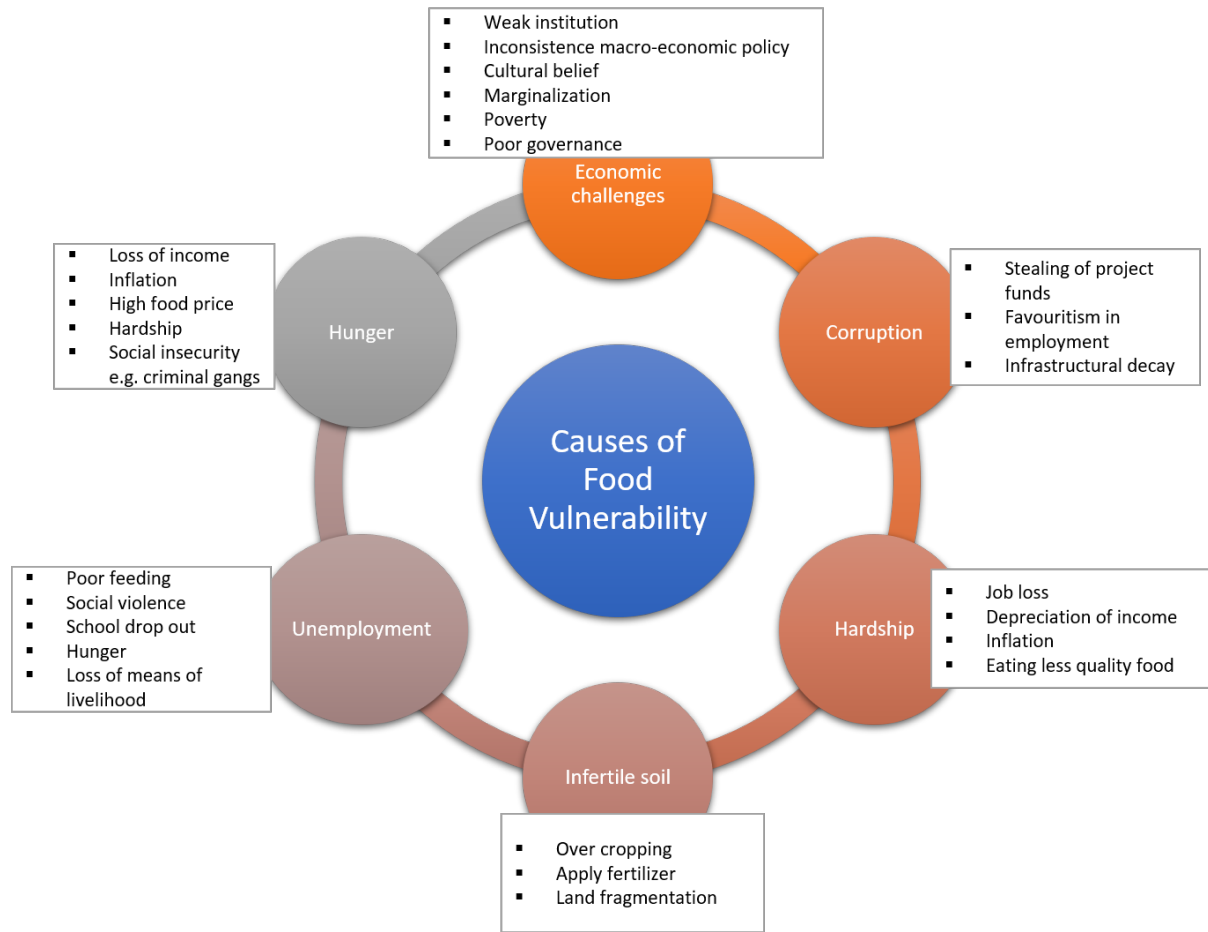 ▪ Weak institution
▪ Inconsistence macro-economic policy
▪ Cultural belief
▪ Marginalization
▪ Poverty
▪ Poor governance
Economic
challenges
▪ Loss of income
▪ Inflation
▪ High food price
▪ Hardship
▪ Social insecurity
e.g. criminal gangs
Hunger
Corruption
▪ Stealing of project
funds
▪ Favouritism in
employment
▪ Infrastructural decay
Causes of
Food
Vulnerability
▪ Poor feeding
▪ Social violence
▪ School drop out
▪ Hunger
▪ Loss of means of
livelihood
Unemployment
Hardship
▪ Job loss
▪ Depreciation of income
▪ Inflation
▪ Eating less quality food
Infertile soil
▪ Over cropping
▪ Apply fertilizer
▪ Land fragmentation